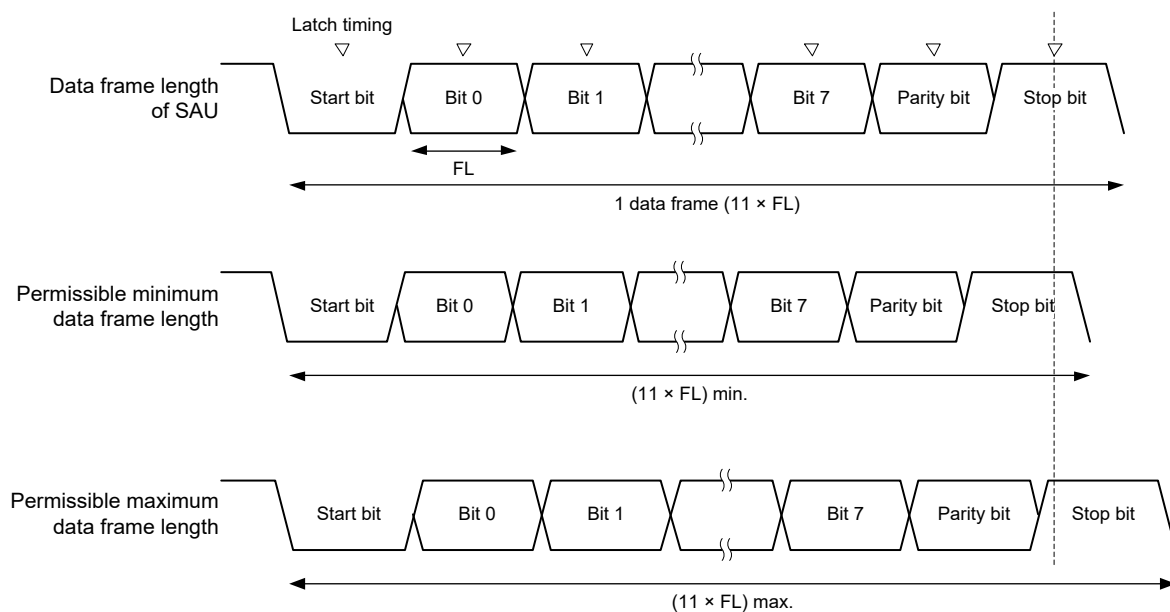 Latch timing
Data frame length
of SAU
Start bit Bit 0 Bit 1 Bit 7 Parity bit Stop bit
FL
1 data frame (11 × FL)
Permissible minimum
data frame length
Start bit Bit 0 Bit 1 Bit 7 Parity bit Stop bit
(11 × FL) min.
Permissible maximum
data frame length
Start bit Bit 0 Bit 1 Bit 7 Parity bit Stop bit
(11 × FL) max.